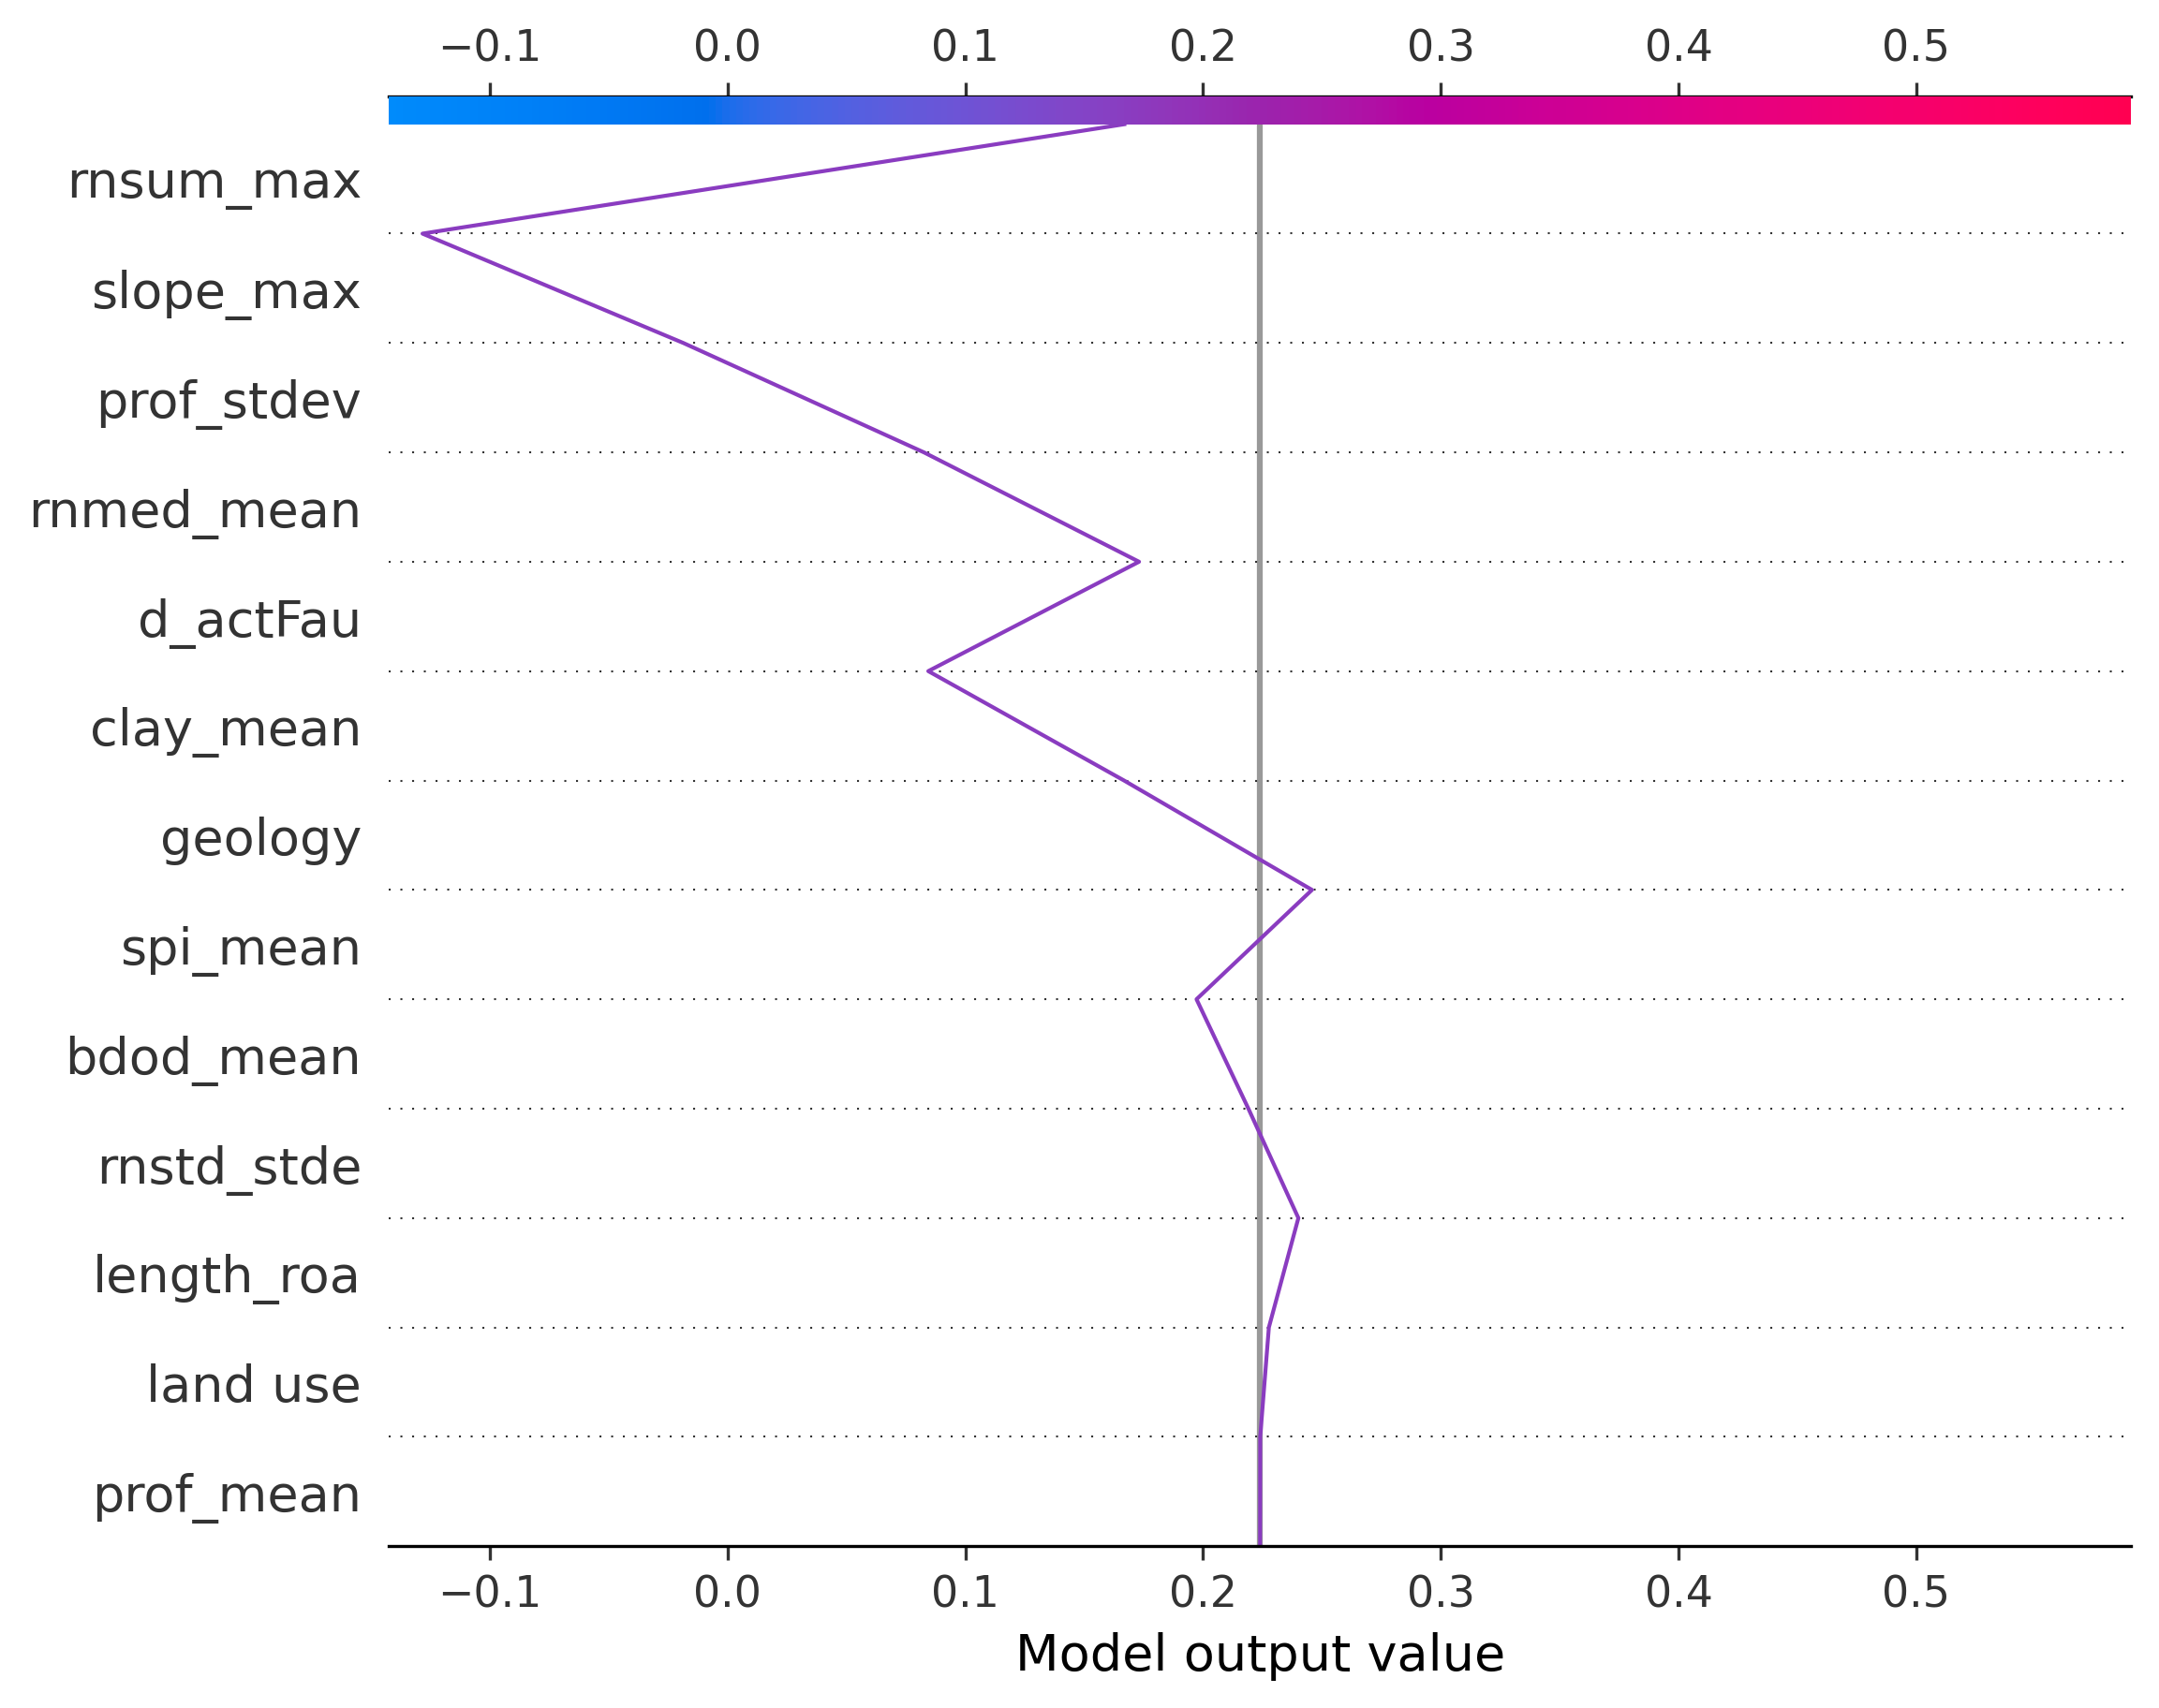 −0.1 0.0 0.1 0.2 0.3 0.4 0.5
rnsum_max
slope_max
prof_stdev
rnmed_mean
d_actFau
clay_mean
geology
spi_mean
bdod_mean
rnstd_stde
length_roa
land use
prof_mean
−0.1 0.0 0.1 0.2 0.3 0.4 0.5
Model output value